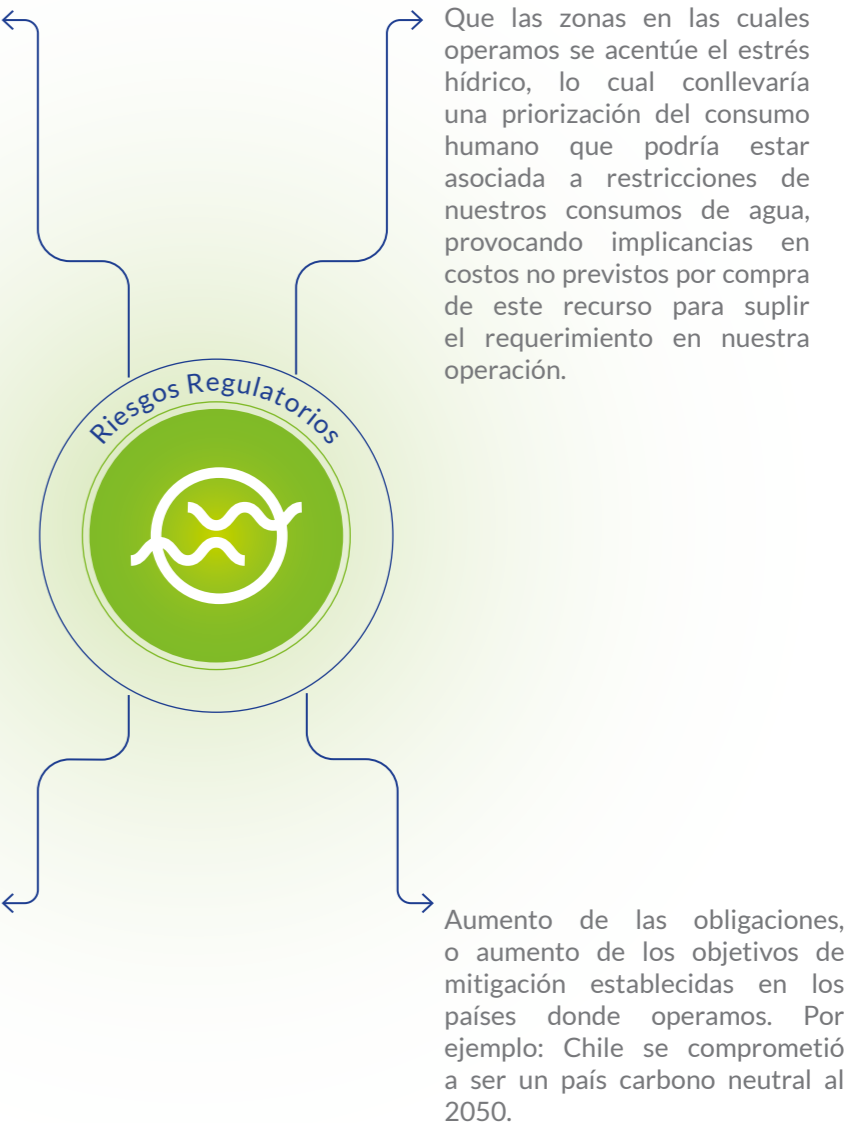 Que las zonas en las cuales
operamos se acentúe el estrés
hídrico, lo cual conllevaría
una priorización del consumo
humano que podría estar
asociada a restricciones de
nuestros consumos de agua,
provocando implicancias en
costos no previstos por compra
de este recurso para suplir
el requerimiento en nuestra
operación.
Riesgos Regulatorios
Aumento de las obligaciones,
o aumento de los objetivos de
mitigación establecidas en los
países donde operamos. Por
ejemplo: Chile se comprometió
a ser un país carbono neutral al
2050.